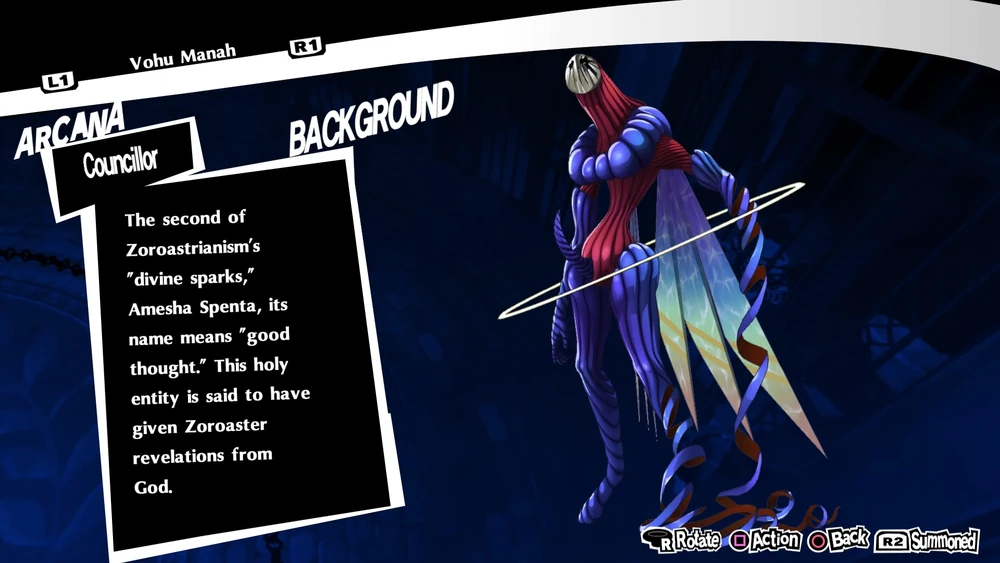 L1 Vohu Manah R1
ARCANA
Councillor
BACKGROUND
The second of
Zoroastrianism's
"divine sparks,"
Amesha Spenta, its
name means "good
thought." This holy
entity is said to have
given Zoroaster
revelations from
God.
R Rotate Action Back R2 Summoned